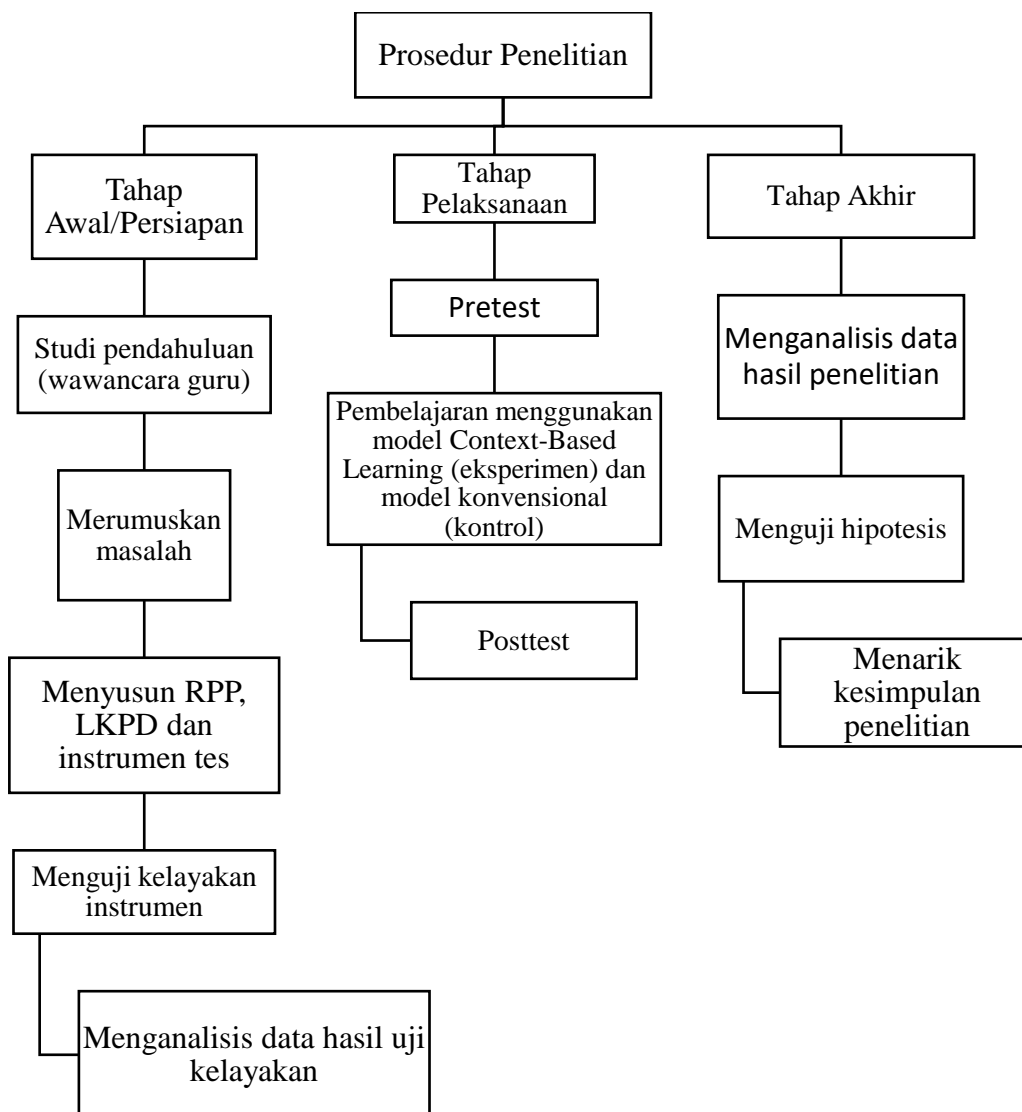 Prosedur Penelitian
Tahap
Awal/Persiapan
Studi pendahuluan
(wawancara guru)
Merumuskan
masalah
Menyusun RPP,
LKPD dan
instrumen tes
Menguji kelayakan
instrumen
Menganalisis data hasil uji
kelayakan
Tahap
Pelaksanaan
Pretest
Pembelajaran menggunakan
model Context-Based
Learning (eksperimen) dan
model konvensional
(kontrol)
Posttest
Tahap Akhir
Menganalisis data
hasil penelitian
Menguji hipotesis
Menarik
kesimpulan
penelitian